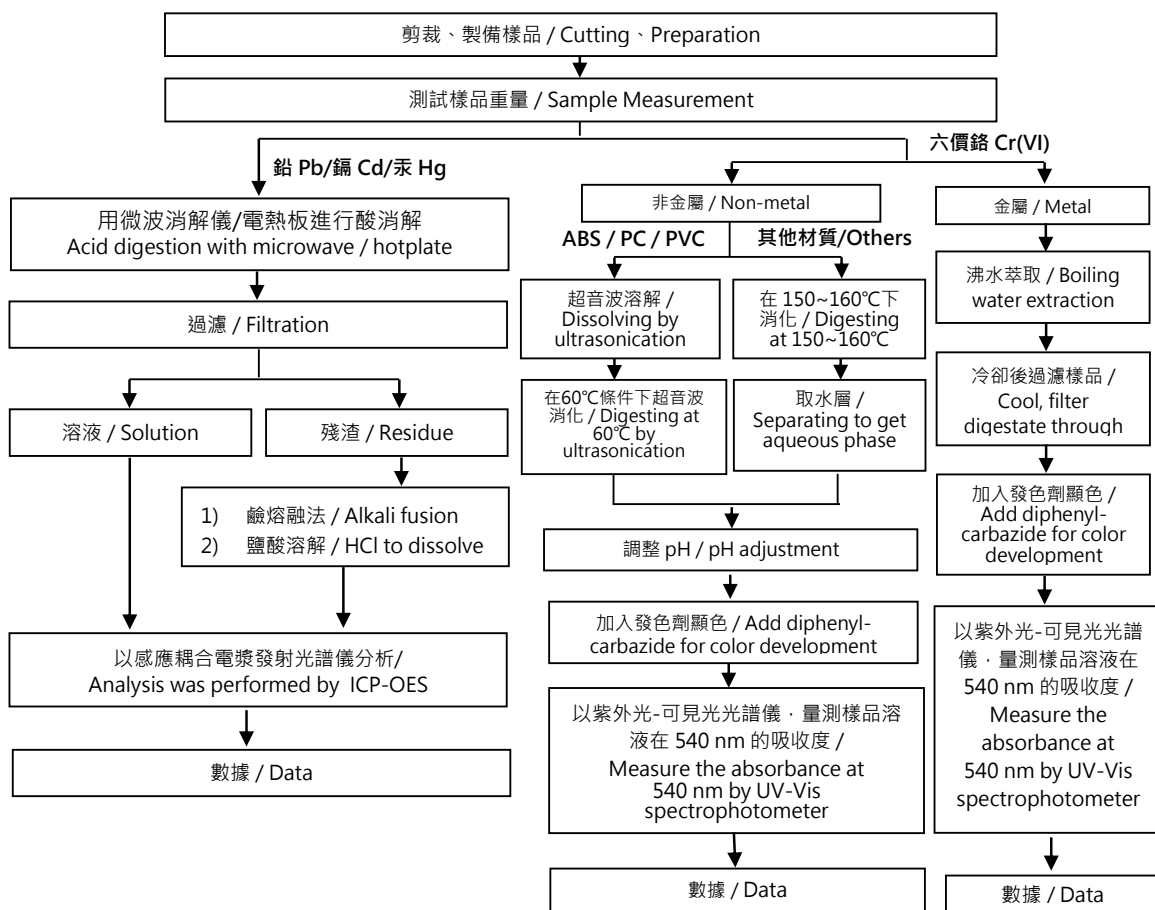 剪裁、製備樣品 / Cutting、Preparation
測試樣品重量 / Sample Measurement
鉛 Pb/鎘 Cd/汞 Hg
六價鉻 Cr(VI)
用微波消解儀/電熱板進行酸消解
Acid digestion with microwave / hotplate
過濾 / Filtration
溶液 / Solution
殘渣 / Residue
1) 鹼熔融法 / Alkali fusion
2) 鹽酸溶解 / HCl to dissolve
以感應耦合電漿發射光譜儀分析/
Analysis was performed by ICP-OES
數據 / Data
非金屬 / Non-metal
ABS / PC / PVC
其他材質/Others
超音波溶解 /
Dissolving by
ultrasonication
在 150~160℃下
消化 / Digesting
at 150~160℃
在60℃條件下超音波
消化 / Digesting at
60℃ by
ultrasonication
取水層 /
Separating to get
aqueous phase
調整 pH / pH adjustment
加入發色劑顯色 / Add diphenyl-
carbazide for color development
以紫外光-可見光光譜儀，量測樣品溶
液在 540 nm 的吸收度 /
Measure the absorbance at
540 nm by UV-Vis
spectrophotometer
數據 / Data
金屬 / Metal
沸水萃取 / Boiling
water extraction
冷卻後過濾樣品 /
Cool, filter
digestate through
加入發色劑顯色 /
Add diphenyl-
carbazide for color
development
以紫外光-可見光光譜
儀，量測樣品溶液在
540 nm 的吸收度 /
Measure the
absorbance at
540 nm by UV-Vis
spectrophotometer
數據 / Data